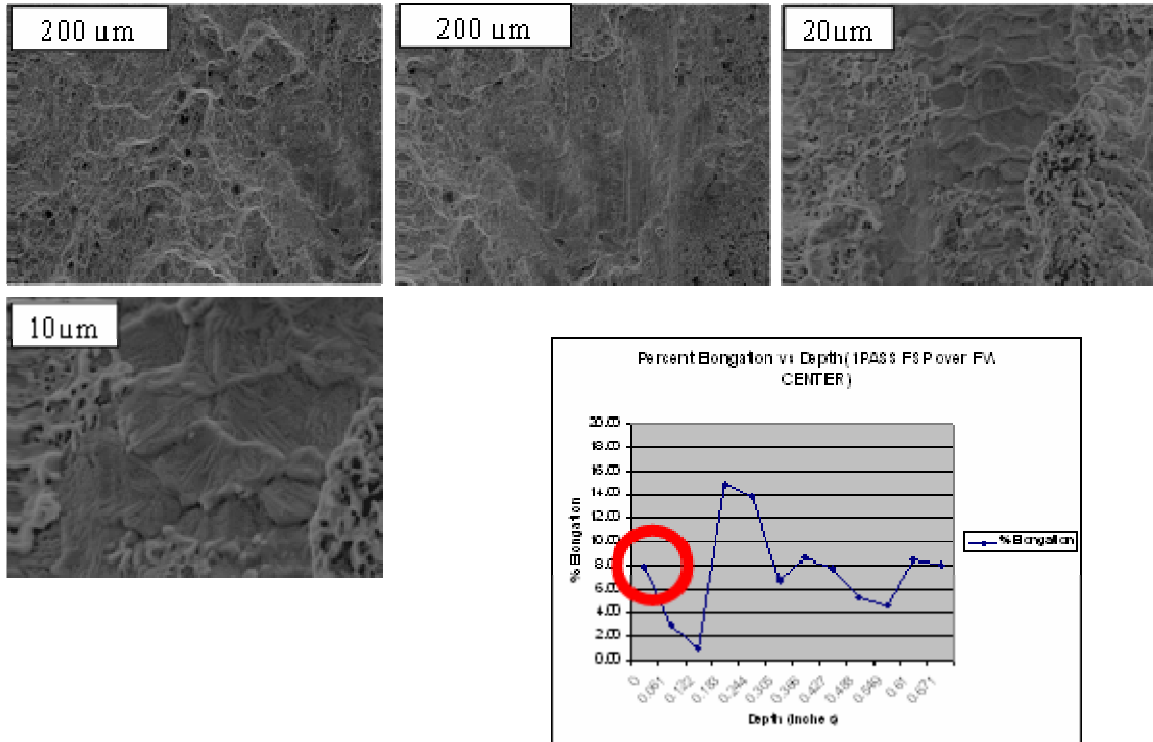 200 um
200 um
20um
10um
Percent Elongation vs Depth (1PASS FSP over FW
CENTER)
20.00
18.00
16.00
14.00
12.00
10.00
8.00
6.00
4.00
2.00
0.00
% Elongation
0
0.061
0.122
0.183
0.244
0.305
0.366
0.427
0.488
0.549
0.61
0.671
Depth (Inches)
% Elongation